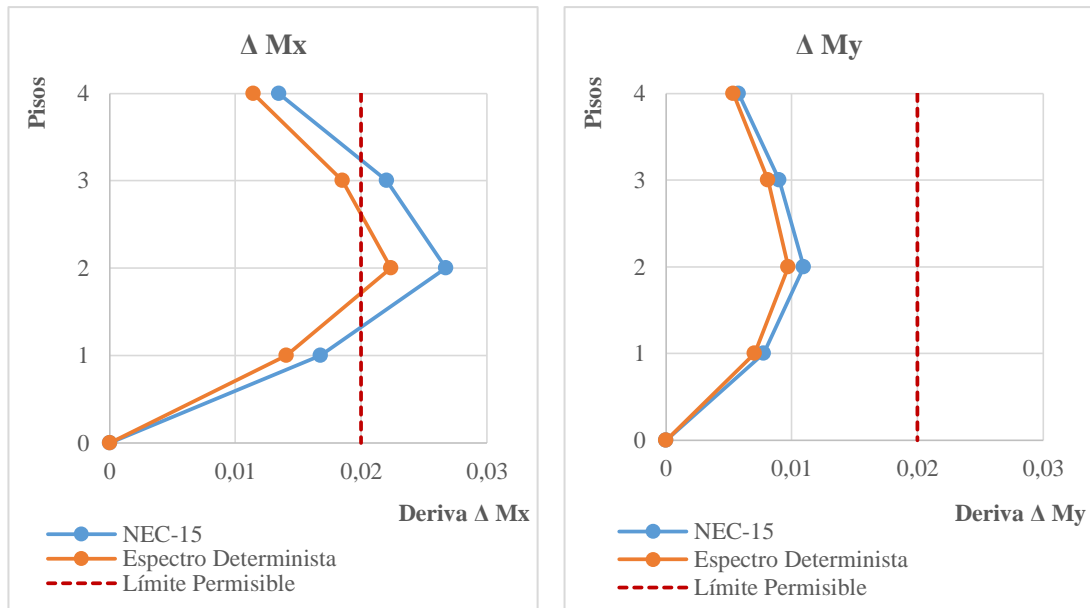 Δ Mx
Pisos
4
3
2
1
0
0 0,01 0,02 0,03
Deriva Δ Mx
NEC-15
Espectro Determinista
Límite Permisible
Δ My
Pisos
4
3
2
1
0
0 0,01 0,02 0,03
Deriva Δ My
NEC-15
Espectro Determinista
Límite Permisible